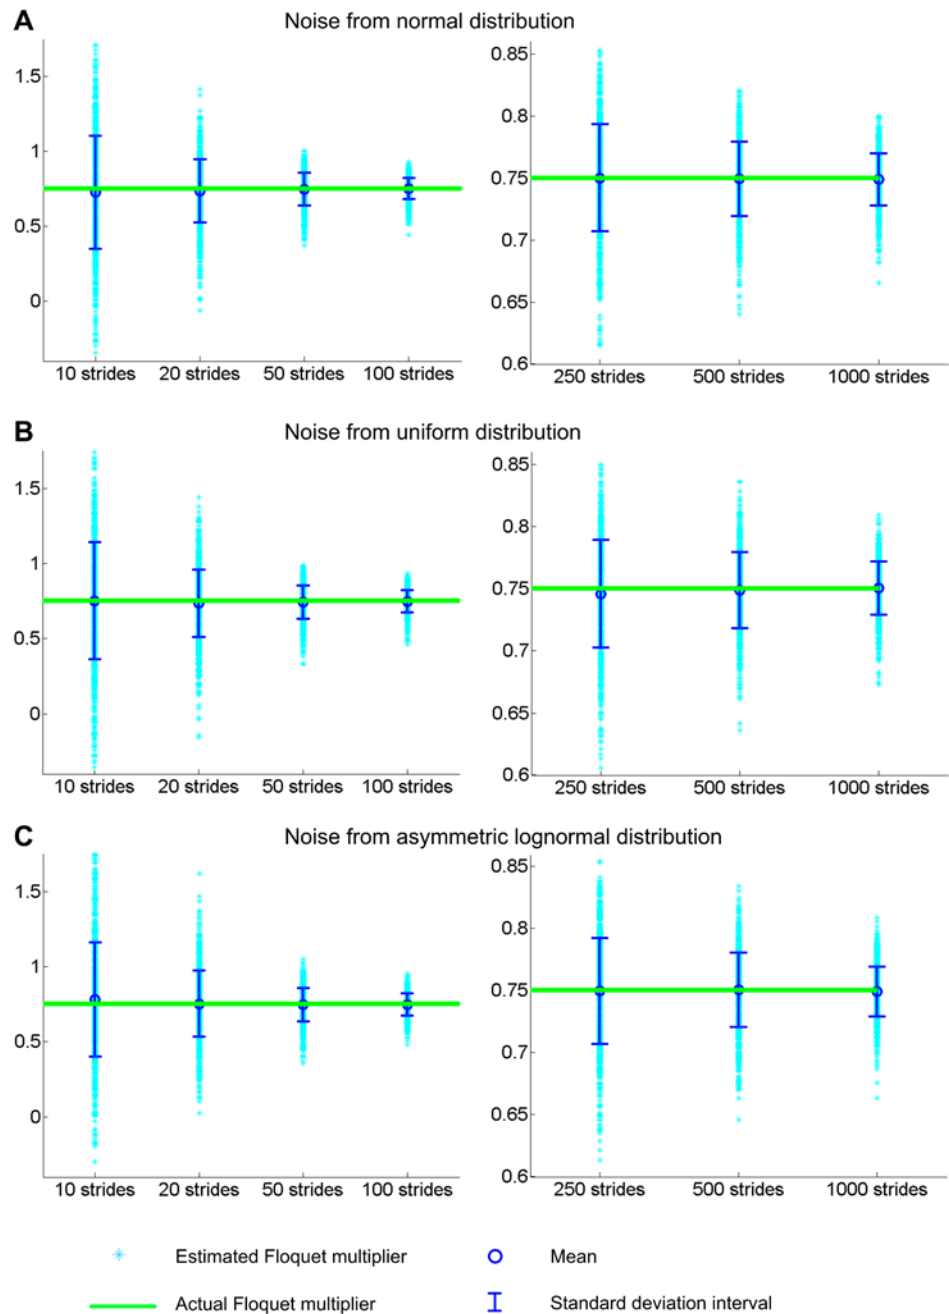 A Noise from normal distribution
1.5
1
0.5
0
10 strides 20 strides 50 strides 100 strides
0.85
0.8
0.75
0.7
0.65
0.6
250 strides 500 strides 1000 strides
B Noise from uniform distribution
1.5
1
0.5
0
10 strides 20 strides 50 strides 100 strides
0.85
0.8
0.75
0.7
0.65
0.6
250 strides 500 strides 1000 strides
C Noise from asymmetric lognormal distribution
1.5
1
0.5
0
10 strides 20 strides 50 strides 100 strides
0.85
0.8
0.75
0.7
0.65
0.6
250 strides 500 strides 1000 strides
Estimated Floquet multiplier Mean
Actual Floquet multiplier Standard deviation interval